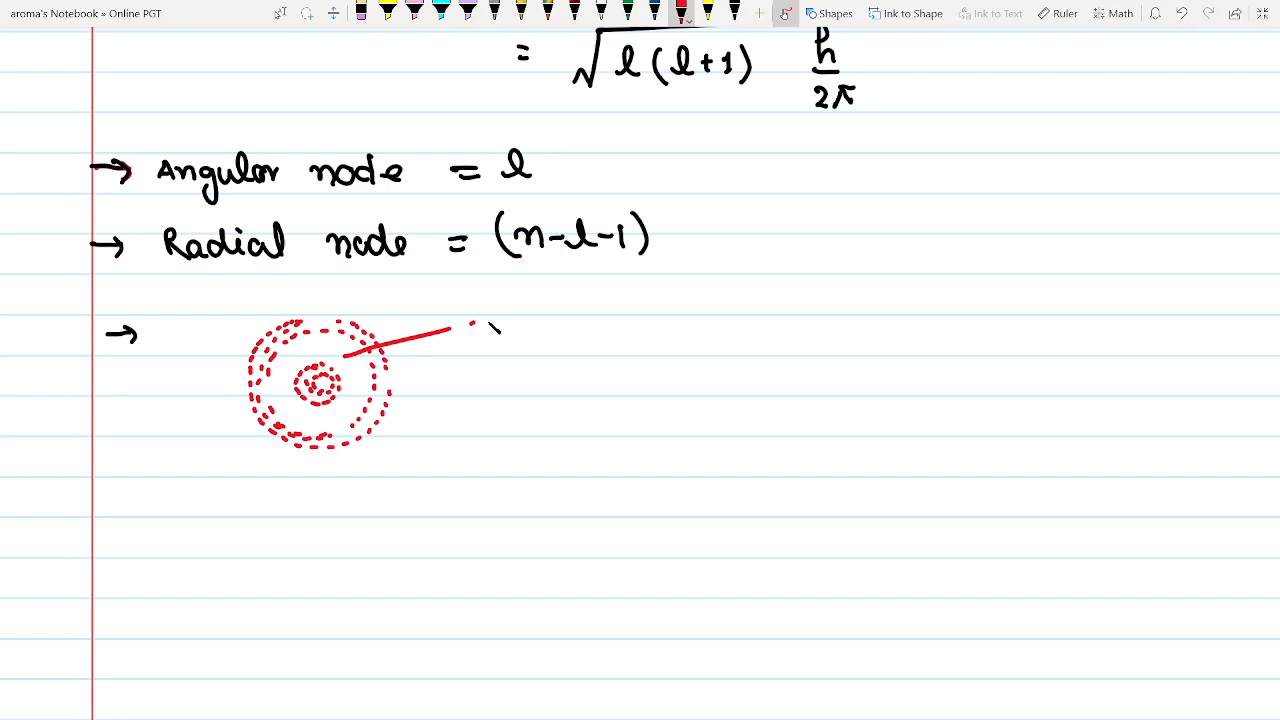 aroma's Notebook » Online PGT
Shapes Ink to Shape Ink to Text Ruler Math
= √l(l+1) h/2π
→ Angular node = l
→ Radial node = (n-l-1)
→